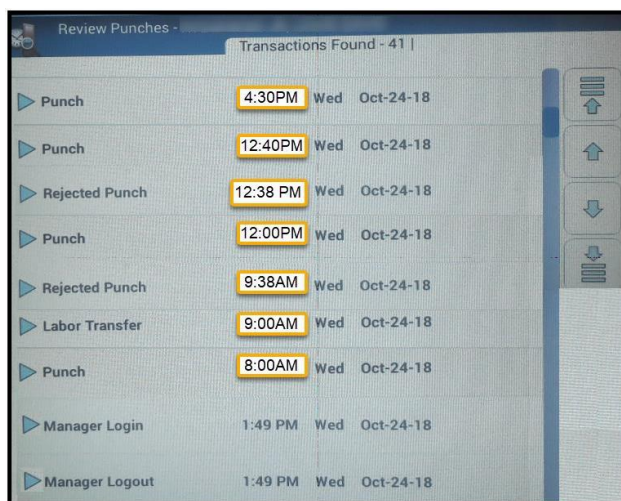 Review Punches -
Transactions Found - 41 |
Punch 4:30PM Wed Oct-24-18
Punch 12:40PM Wed Oct-24-18
Rejected Punch 12:38 PM Wed Oct-24-18
Punch 12:00PM Wed Oct-24-18
Rejected Punch 9:38AM Wed Oct-24-18
Labor Transfer 9:00AM Wed Oct-24-18
Punch 8:00AM Wed Oct-24-18
Manager Login 1:49 PM Wed Oct-24-18
Manager Logout 1:49 PM Wed Oct-24-18